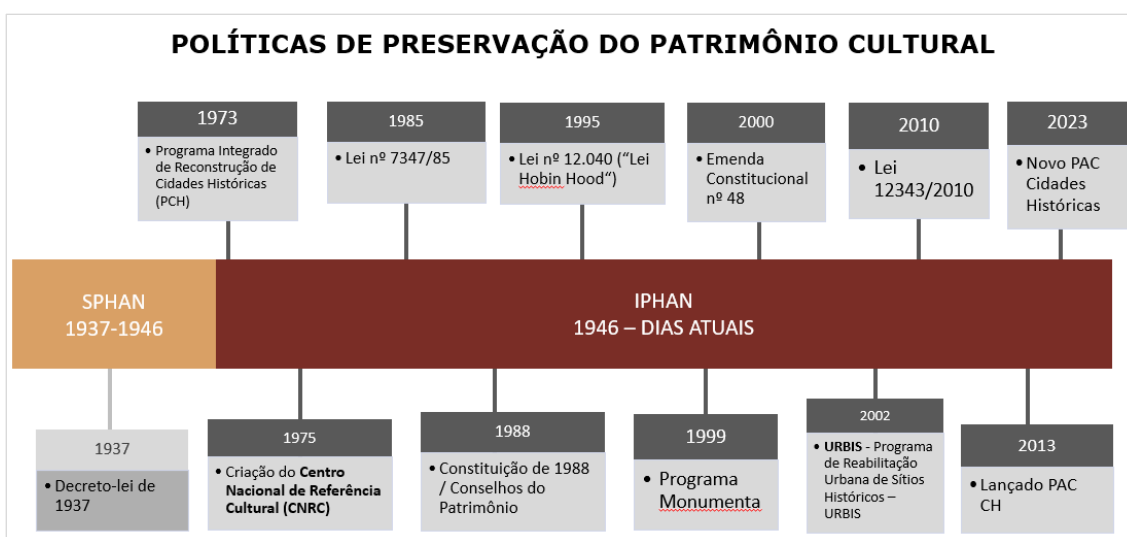 POLÍTICAS DE PRESERVAÇÃO DO PATRIMÔNIO CULTURAL
1973
• Programa Integrado
de Reconstrução de
Cidades Históricas
(PCH)
1985
• Lei nº 7347/85
1995
• Lei nº 12.040 (“Lei
Hobin Hood“)
2000
• Emenda
Constitucional
nº 48
2010
• Lei
12343/2010
2023
• Novo PAC
Cidades
Históricas
SPHAN
1937-1946
IPHAN
1946 – DIAS ATUAIS
1937
• Decreto-lei de
1937
1975
• Criação do Centro
Nacional de Referência
Cultural (CNRC)
1988
• Constituição de 1988
/ Conselhos do
Patrimônio
1999
• Programa
Monumenta
2002
• URBIS - Programa
de Reabilitação
Urbana de Sítios
Históricos –
URBIS
2013
• Lançado PAC
CH